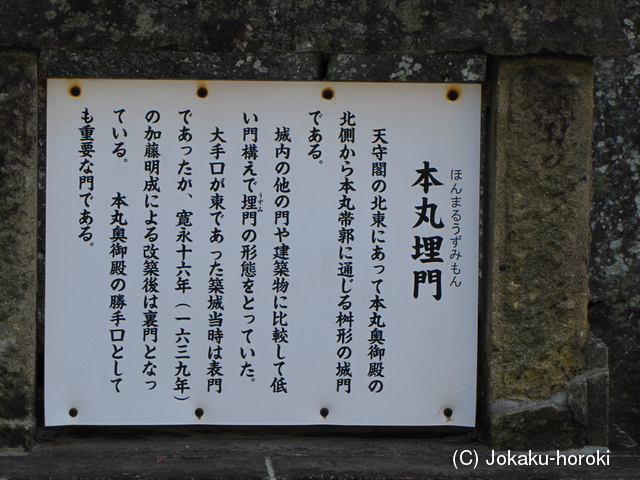 ほんまるうずみもん
本丸埋門
天守閣の北東にあって本丸奥御殿の
北側から本丸帯郭に通じる桝形の城門
である。
城内の他の門や建築物に比較して低
い門構えで埋門の形態をとっていた。
うずみ
大手口が東であった築城当時は表門
であったが、寛永十六年（一六三九年）
の加藤明成による改築後は裏門となっ
ている。　本丸奥御殿の勝手口として
も重要な門である。
(C) Jokaku-horoki